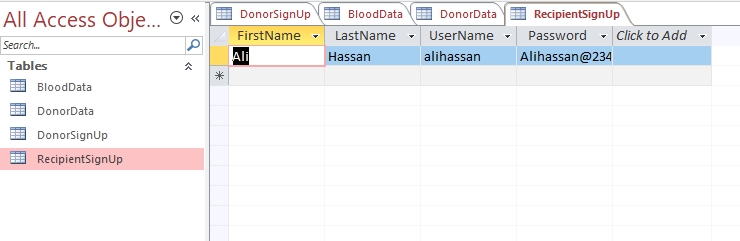 All Access Obje...
Search...
Tables
BloodData
DonorData
DonorSignUp
RecipientSignUp
DonorSignUp BloodData DonorData RecipientSignUp
FirstName LastName UserName Password Click to Add
Ali Hassan alihassan Alihassan@234